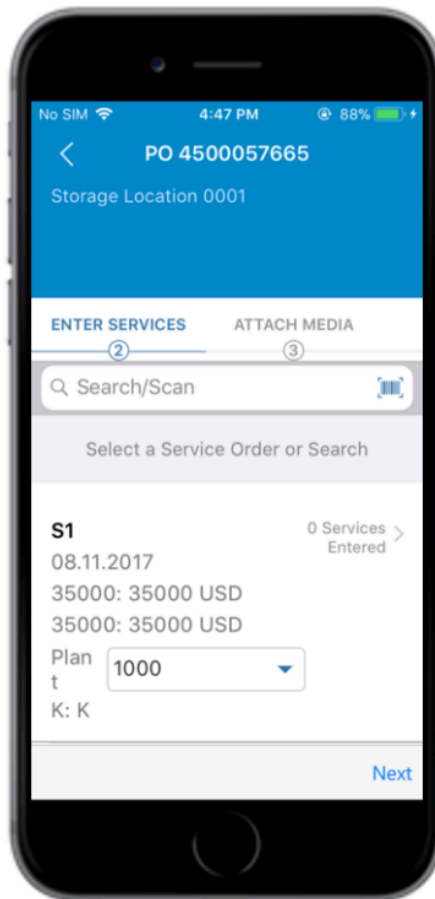 No SIM 4:47 PM 88%
PO 4500057665
Storage Location 0001
ENTER SERVICES ATTACH MEDIA
2 3
Search/Scan
Select a Service Order or Search
S1 0 Services
Entered
08.11.2017
35000: 35000 USD
35000: 35000 USD
Plan
t
1000
K: K
Next